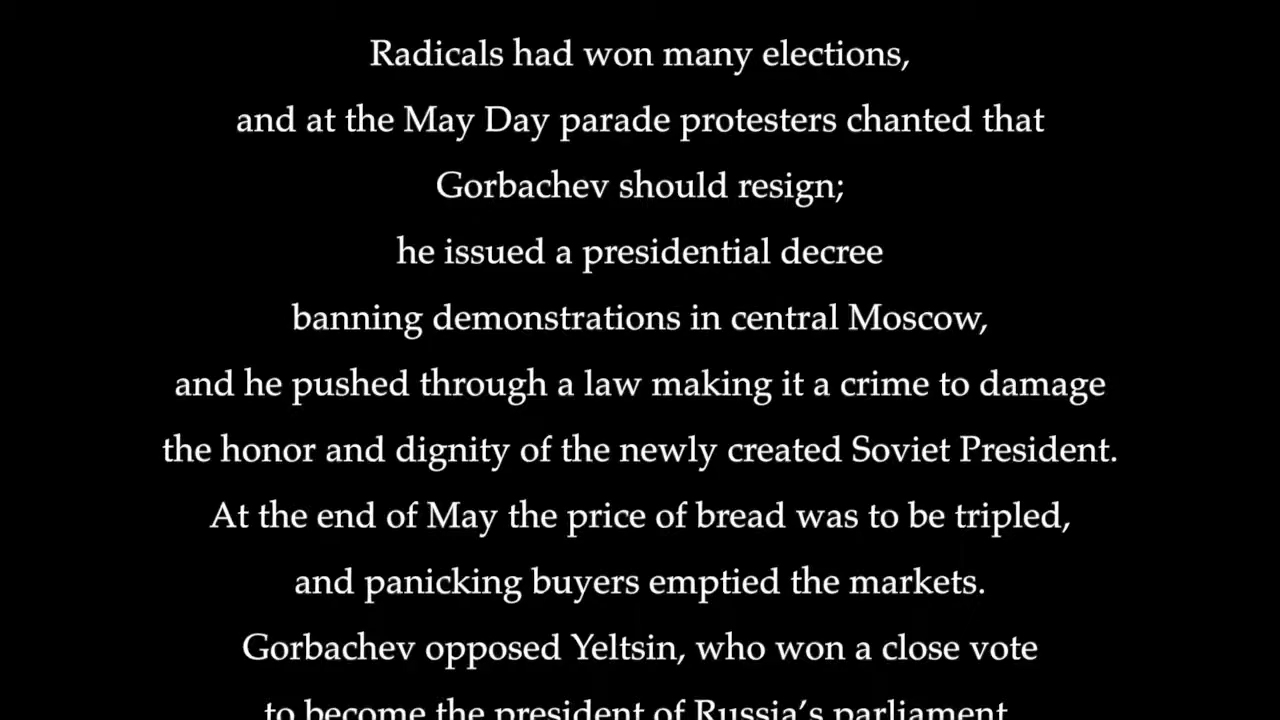 Radicals had won many elections,
and at the May Day parade protesters chanted that
Gorbachev should resign;
he issued a presidential decree
banning demonstrations in central Moscow,
and he pushed through a law making it a crime to damage
the honor and dignity of the newly created Soviet President.
At the end of May the price of bread was to be tripled,
and panicking buyers emptied the markets.
Gorbachev opposed Yeltsin, who won a close vote
to become the president of Russia’s parliament